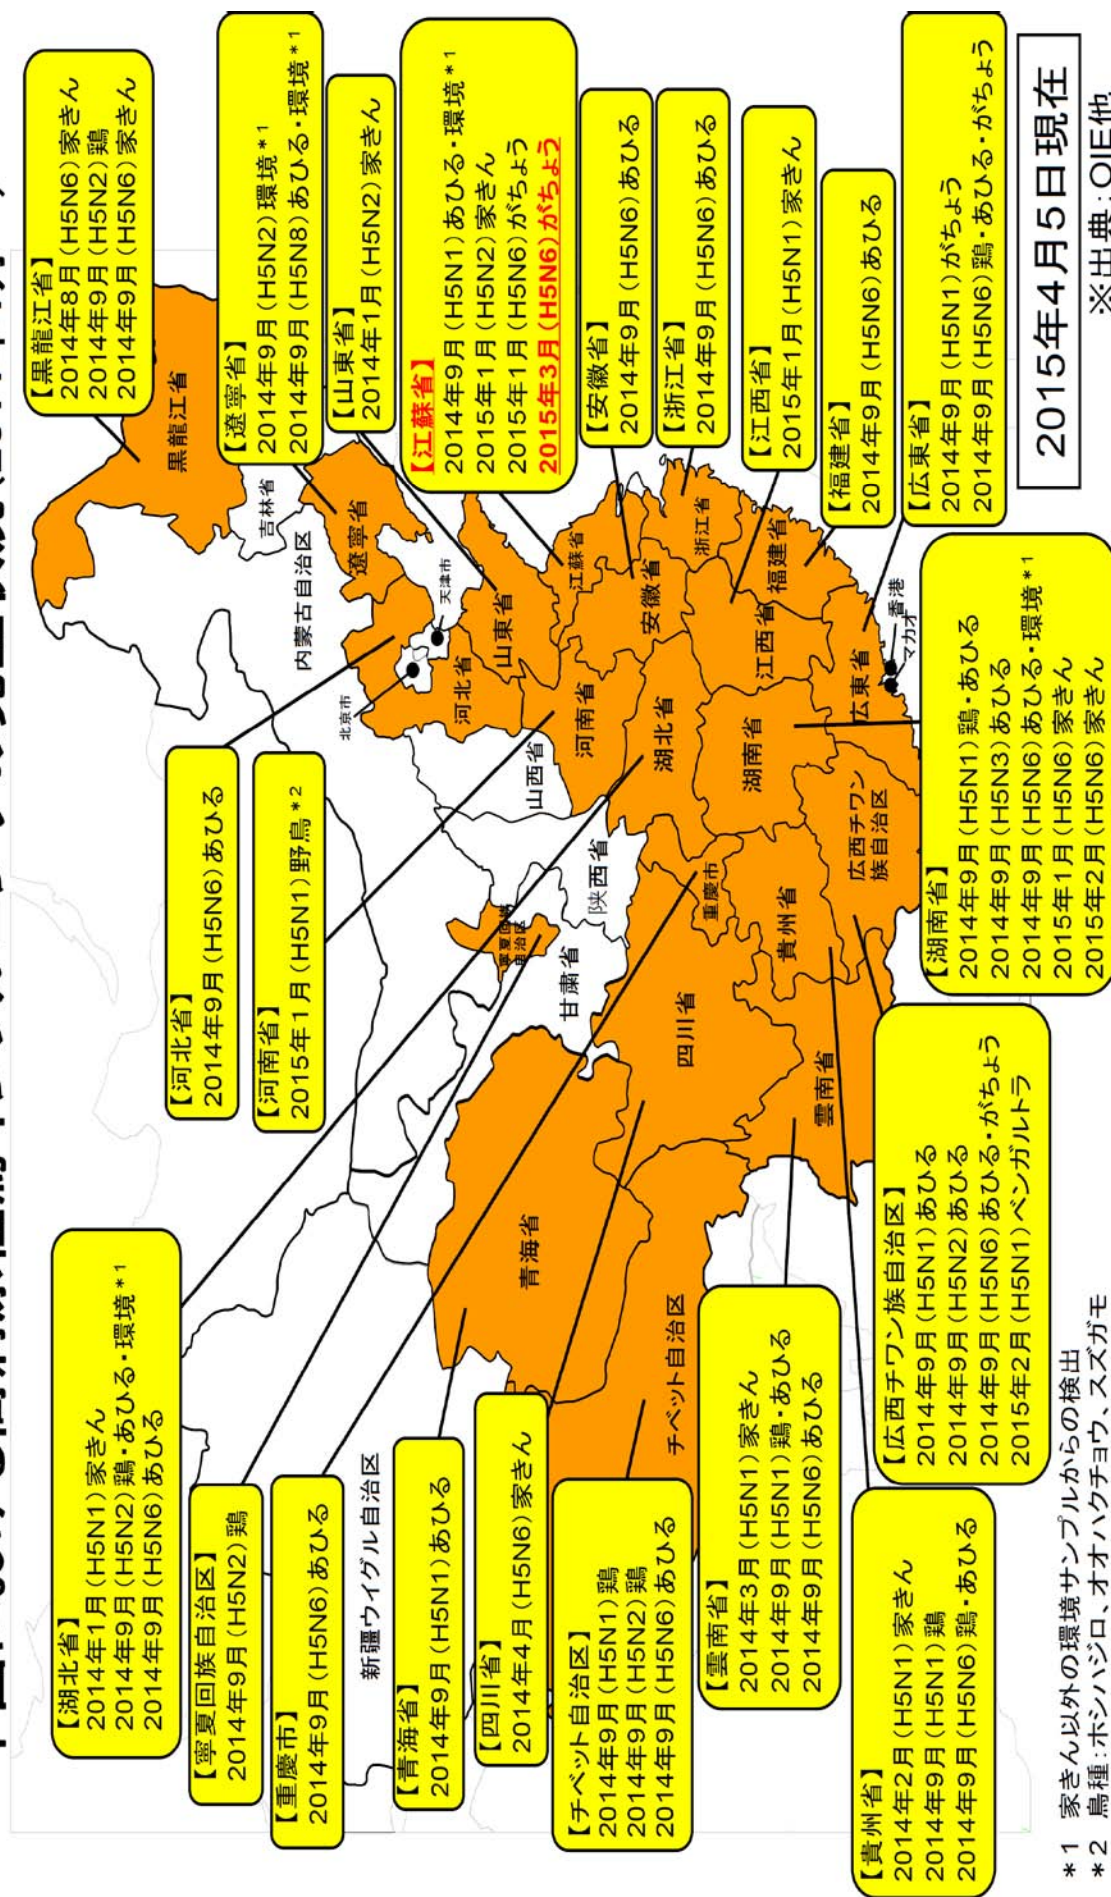 【湖北省】
2014年1月(H5N1)家きん
2014年9月(H5N2)鶏・あひる・環境*1
2014年9月(H5N6)あひる
【寧夏回族自治区】
2014年9月(H5N2)鶏
【重慶市】
2014年9月(H5N6)あひる
新疆ウイグル自治区
【青海省】
2014年9月(H5N1)あひる
【四川省】
2014年4月(H5N6)家きん
【チベット自治区】
2014年9月(H5N1)鶏
2014年9月(H5N2)鶏
2014年9月(H5N6)あひる
【雲南省】
2014年3月(H5N1)家きん
2014年9月(H5N1)鶏・あひる
2014年9月(H5N6)あひる
【貴州省】
2014年2月(H5N1)家きん
2014年9月(H5N1)鶏
2014年9月(H5N6)鶏・あひる
【広西チワン族自治区】
2014年9月(H5N1)あひる
2014年9月(H5N2)あひる
2014年9月(H5N6)あひる・がちょう
2015年2月(H5N1)ベンガルトラ
【河北省】
2014年9月(H5N6)あひる
【河南省】
2015年1月(H5N1)野鳥*2
【黒龍江省】
2014年8月(H5N6)家きん
2014年9月(H5N2)鶏
2014年9月(H5N6)家きん
【遼寧省】
2014年9月(H5N2)環境*1
2014年9月(H5N8)あひる・環境*1
【山東省】
2014年1月(H5N2)家きん
【江蘇省】
2014年9月(H5N1)あひる・環境*1
2015年1月(H5N2)家きん
2015年1月(H5N6)がちょう
2015年3月(H5N6)がちょう
【安徽省】
2014年9月(H5N6)あひる
【浙江省】
2014年9月(H5N6)あひる
【江西省】
2015年1月(H5N1)家きん
【福建省】
2014年9月(H5N6)あひる
【広東省】
2014年9月(H5N1)がちょう
2014年9月(H5N6)鶏・あひる・がちょう
【湖南省】
2014年9月(H5N1)鶏,あひる
2014年9月(H5N3)あひる
2014年9月(H5N6)あひる・環境*1
2015年1月(H5N6)家きん
2015年2月(H5N6)家きん
黒龍江省
吉林省
内蒙古自治区
遼寧省
北京市
天津市
河北省
山東省
山西省
河南省
江蘇省
安徽省
浙江省
湖北省
陝西省
甘粛省
青海省
四川省
重慶市
湖南省
江西省
福建省
貴州省
チベット自治区
雲南省
広西チワン
族自治区
広東省
香港
マカオ
2015年4月5日現在
※出典:OIE他
*1 家きん以外の環境サンプルからの検出
*2 鳥種:ホシハジロ、オオハクチョウ、スズガモ